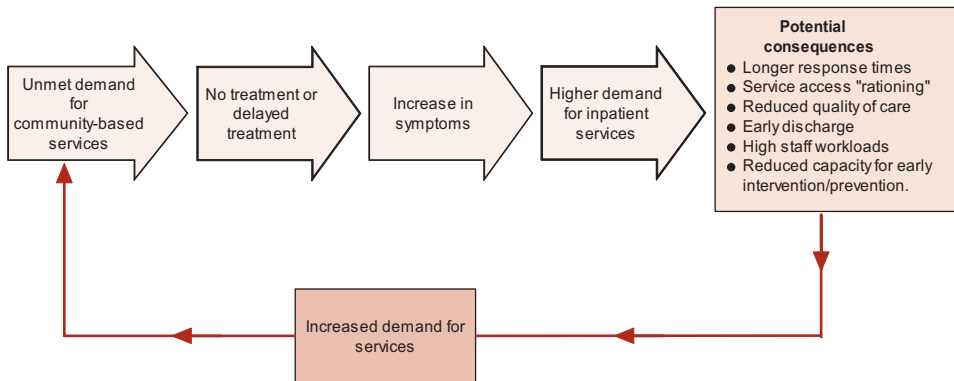 Unmet demand
for
community-based
services
No treatment or
delayed
treatment
Increase in
symptoms
Higher demand
for inpatient
services
Potential
consequences
● Longer response times
● Service access "rationing"
● Reduced quality of care
● Early discharge
● High staff workloads
● Reduced capacity for early
intervention/prevention.
Increased demand for
services